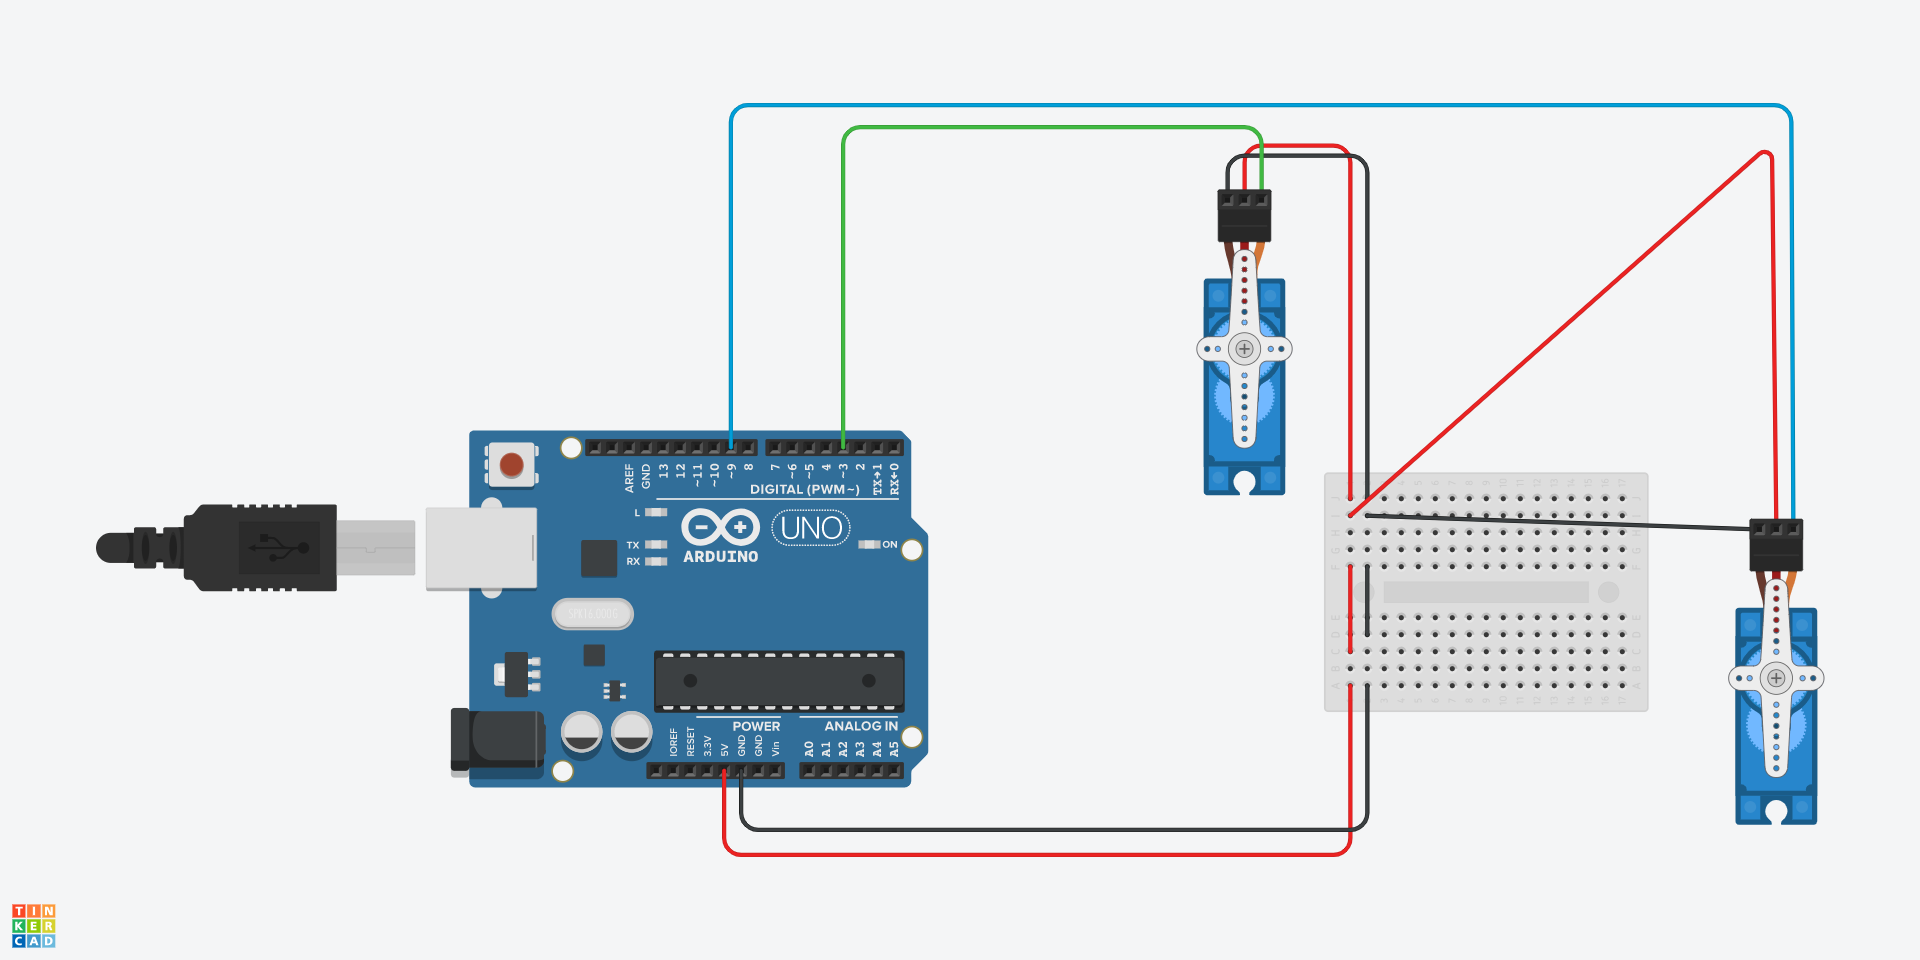 AREF
GND
13
12
~11
~10
~9
8
7
~6
~5
4
~3
2
TX→1
RX←0
DIGITAL (PWM~)
L
TX
RX
ARDUINO
UNO
ON
POWER
ANALOG IN
IOREF
RESET
3.3V
5V
GND
GND
Vin
A0
A1
A2
A3
A4
A5
TIN
KER
CAD